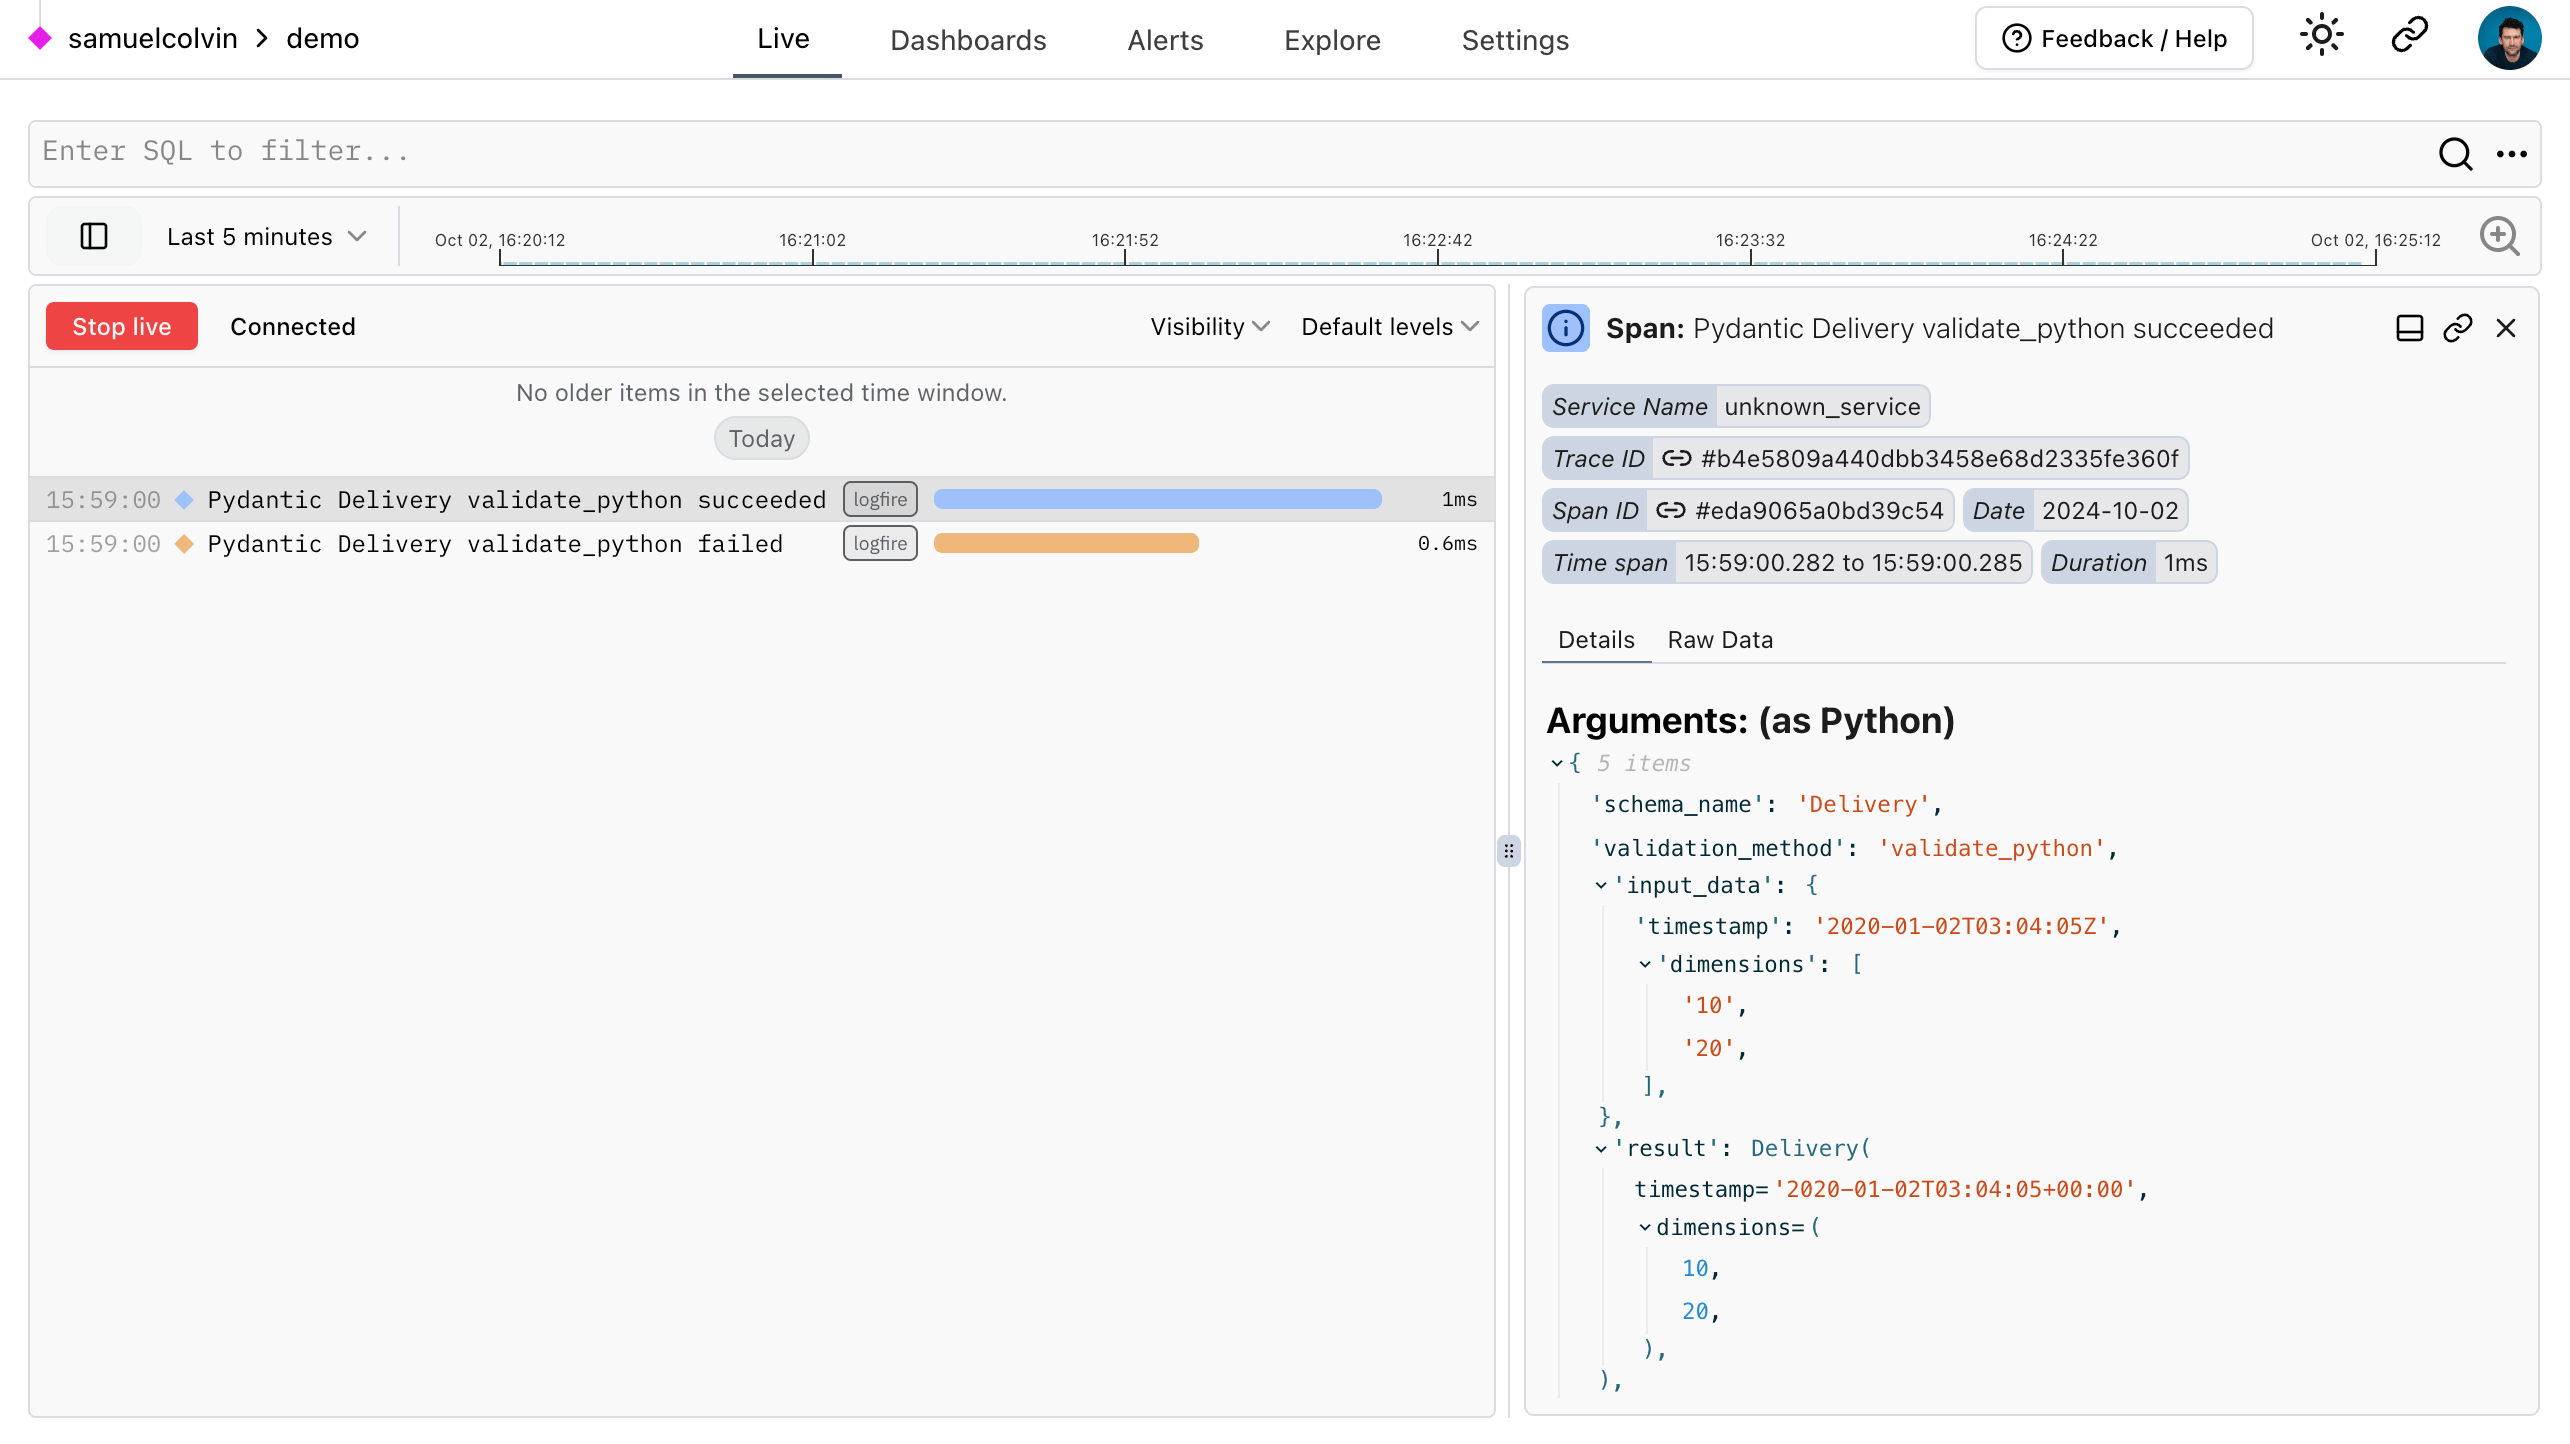 samuelcolvin > demo
Live
Dashboards
Alerts
Explore
Settings
Feedback / Help
Enter SQL to filter...
Last 5 minutes
Oct 02, 16:20:12
16:21:02
16:21:52
16:22:42
16:23:32
16:24:22
Oct 02, 16:25:12
Stop live
Connected
Visibility
Default levels
No older items in the selected time window.
Today
15:59:00 Pydantic Delivery validate_python succeeded logfire 1ms
15:59:00 Pydantic Delivery validate_python failed logfire 0.6ms
Span: Pydantic Delivery validate_python succeeded
Service Name unknown_service
Trace ID #b4e5809a440dbb3458e68d2335fe360f
Span ID #eda9065a0bd39c54 Date 2024-10-02
Time span 15:59:00.282 to 15:59:00.285 Duration 1ms
Details Raw Data
Arguments: (as Python)
{ 5 items
'schema_name': 'Delivery',
'validation_method': 'validate_python',
'input_data': {
'timestamp': '2020-01-02T03:04:05Z',
'dimensions': [
'10',
'20',
],
},
'result': Delivery(
timestamp='2020-01-02T03:04:05+00:00',
dimensions=(
10,
20,
),
),